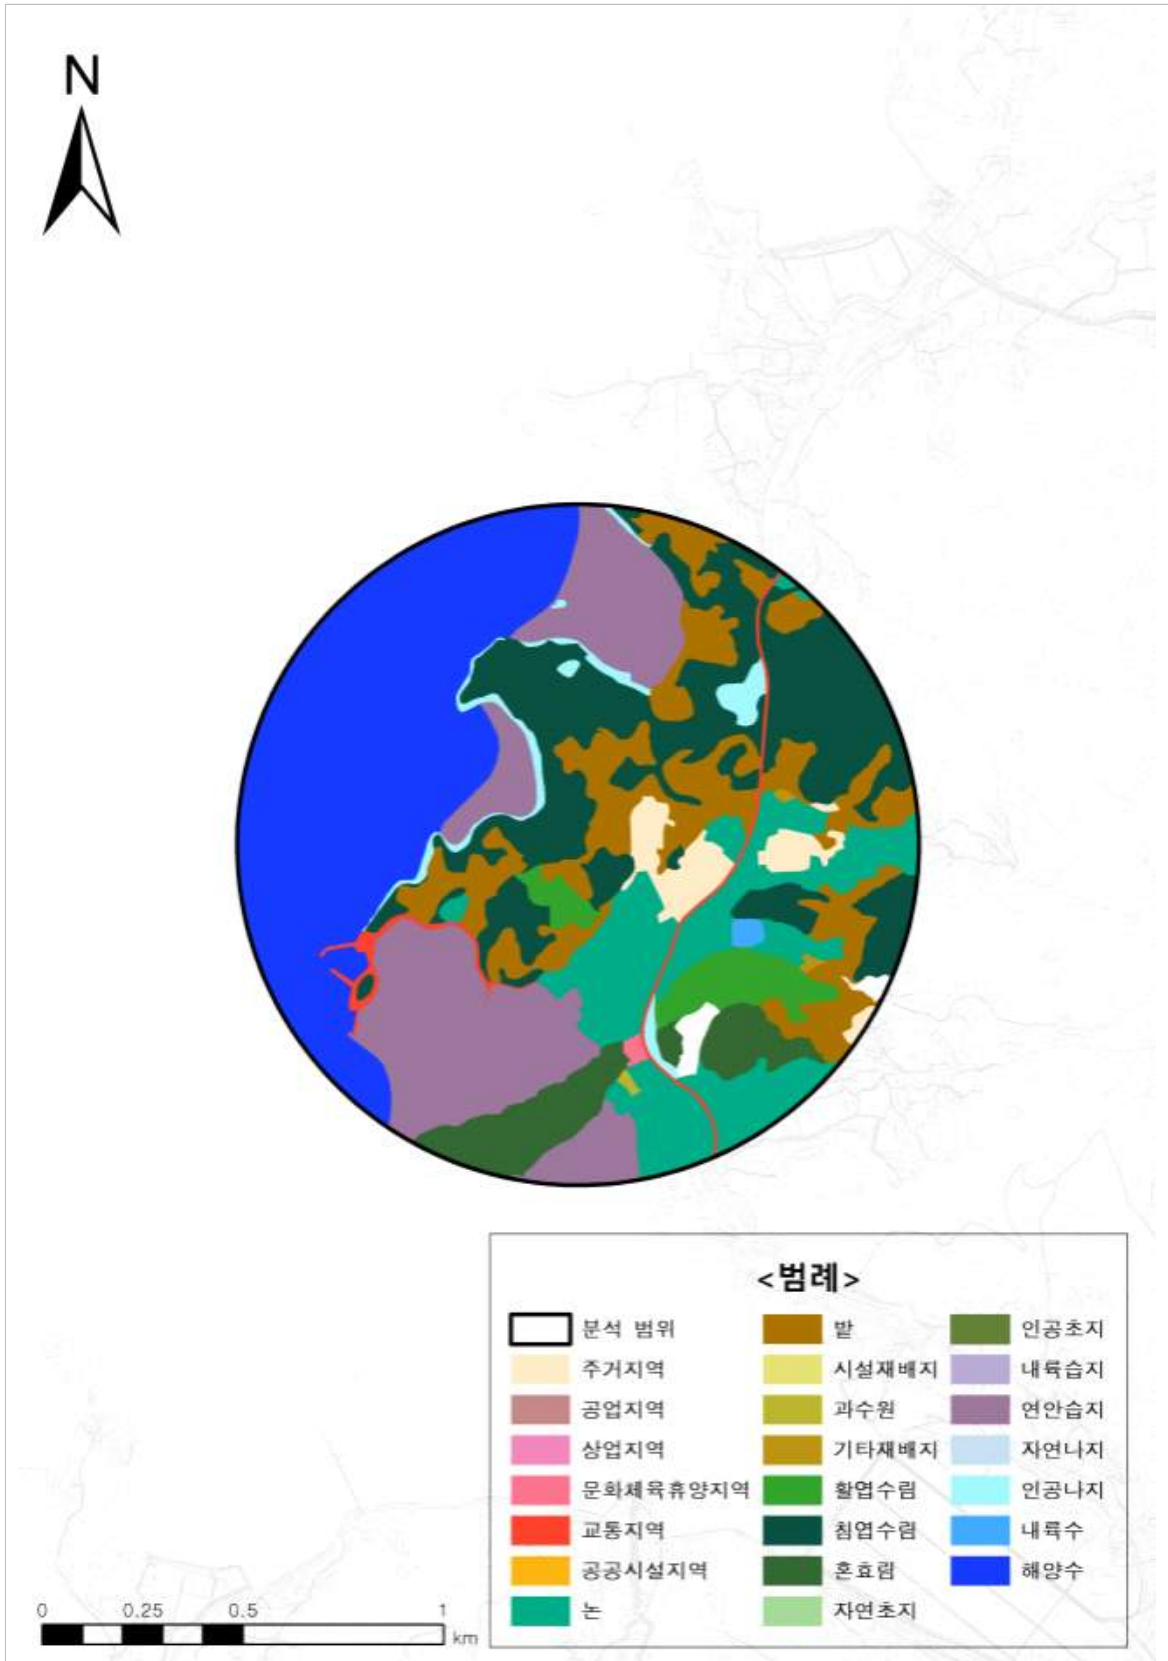 N
<범례>
분석 범위
주거지역
공업지역
상업지역
문화체육휴양지역
교통지역
공공시설지역
논
밭
시설재배지
과수원
기타재배지
활엽수림
침엽수림
혼효림
자연초지
인공초지
내륙습지
연안습지
자연나지
인공나지
내륙수
해양수
0 0.25 0.5 1
km